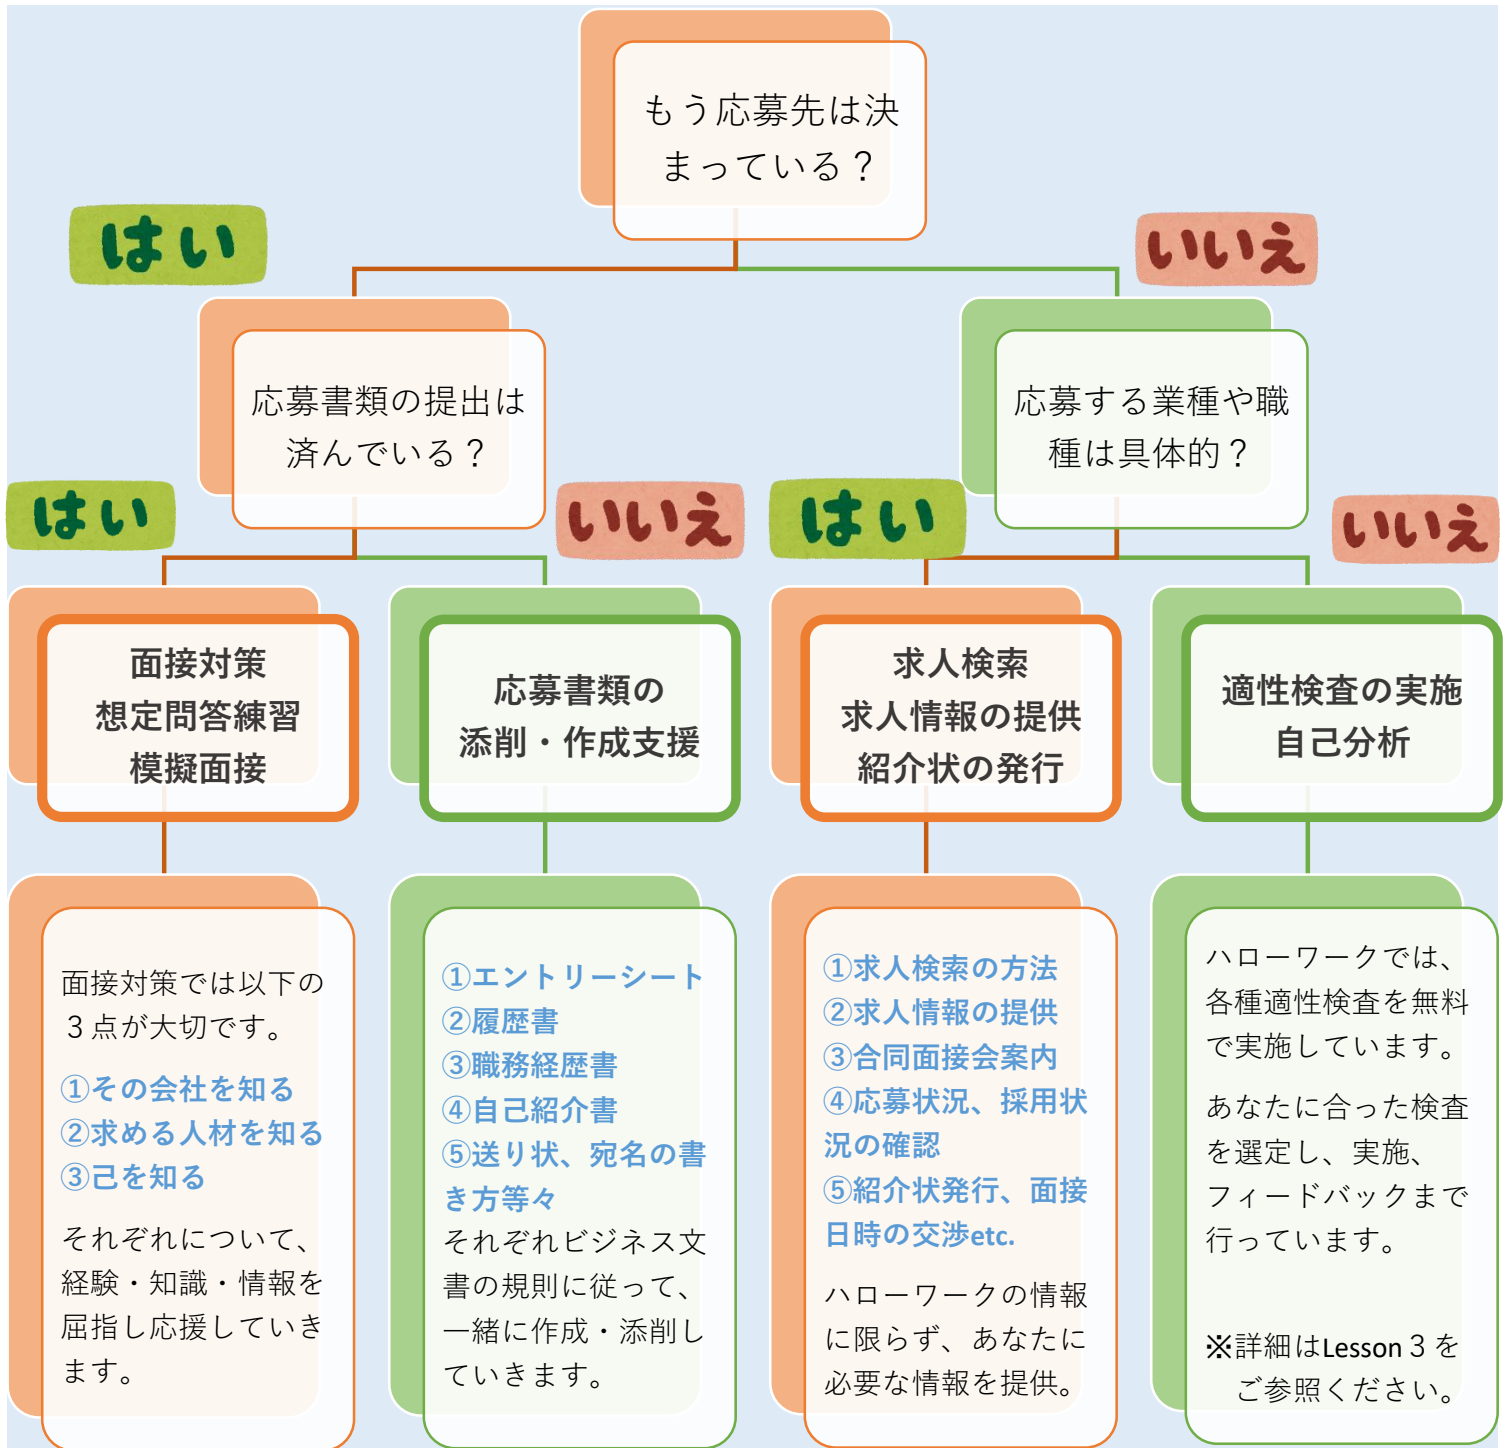 もう応募先は決
まっている？
はい
いいえ
応募書類の提出は
済んでいる？
応募する業種や職
種は具体的？
はい
いいえ
はい
いいえ
面接対策
想定問答練習
模擬面接
応募書類の
添削・作成支援
求人検索
求人情報の提供
紹介状の発行
適性検査の実施
自己分析
面接対策では以下の
３点が大切です。
①その会社を知る
②求める人材を知る
③己を知る
それぞれについて、
経験・知識・情報を
屈指し応援していき
ます。
①エントリーシート
②履歴書
③職務経歴書
④自己紹介書
⑤送り状、宛名の書
き方等々
それぞれビジネス文
書の規則に従って、
一緒に作成・添削し
ていきます。
①求人検索の方法
②求人情報の提供
③合同面接会案内
④応募状況、採用状
況の確認
⑤紹介状発行、面接
日時の交渉etc.
ハローワークの情報
に限らず、あなたに
必要な情報を提供。
ハローワークでは、
各種適性検査を無料
で実施しています。
あなたに合った検査
を選定し、実施、
フィードバックまで
行っています。
※詳細はLesson３を
ご参照ください。